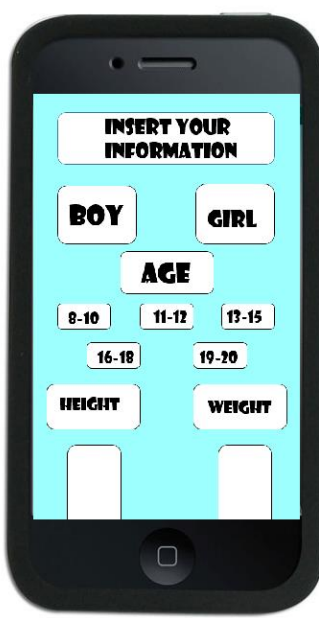 INSERT YOUR
INFORMATION
BOY GIRL
AGE
8-10 11-12 13-15
16-18 19-20
HEIGHT WEIGHT